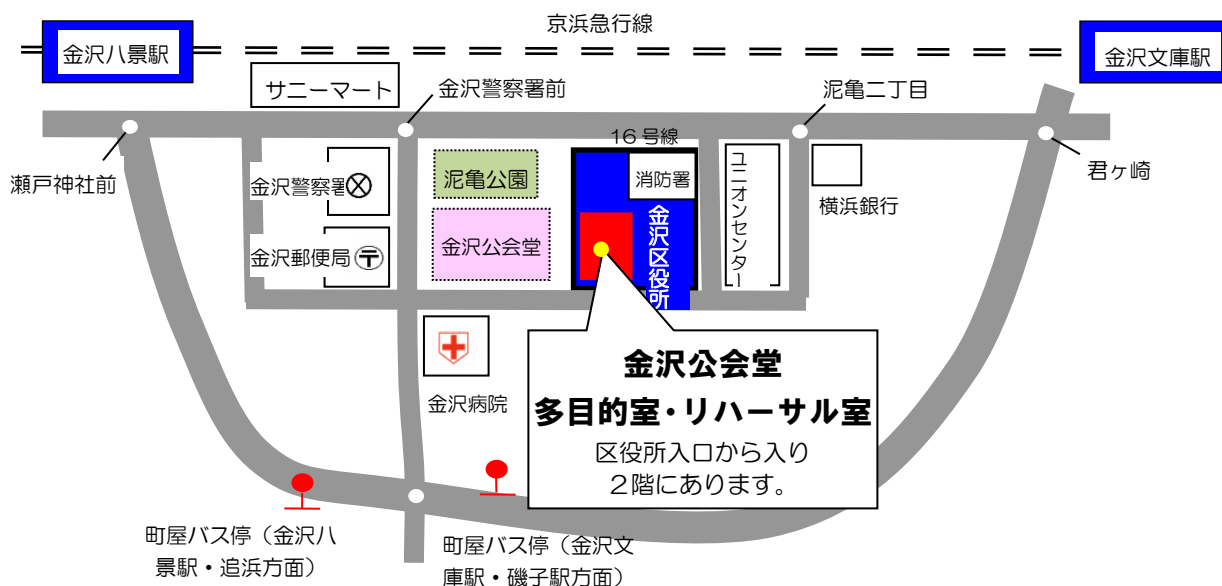 京浜急行線
金沢八景駅
金沢文庫駅
サニーマート
金沢警察署前
泥亀二丁目
16号線
瀬戸神社前
金沢警察署
泥亀公園
消防署
ユニオンセンター
横浜銀行
君ヶ崎
金沢郵便局
金沢公会堂
金沢区役所
金沢病院
金沢公会堂
多目的室・リハーサル室
区役所入口から入り
2階にあります。
町屋バス停（金沢八
景駅・追浜方面）
町屋バス停（金沢文
庫駅・磯子駅方面）